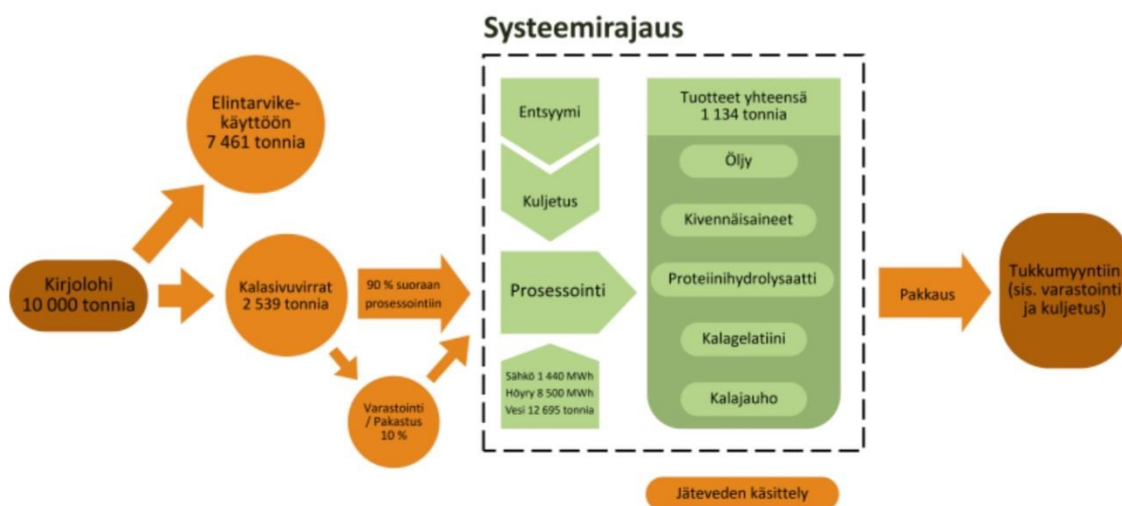 Systeemirajaus
Elintarvike-
käyttöön
7 461 tonnia
Kirjolohi
10 000 tonnia
Kalasivuvirrat
2 539 tonnia
90 % suoraan
prosessointiin
Varastointi
/ Pakastus
10 %
Entsyymi
Kuljetus
Prosessointi
Sähkö 1 440 MWh
Höyry 8 500 MWh
Vesi 12 695 tonnia
Tuotteet yhteensä
1 134 tonnia
Öljy
Kivennäisaineet
Proteiinihydrolysaatti
Kalagelatiini
Kalajauho
Pakkaus
Tukkumyyntiin
(sis. varastointi
ja kuljetus)
Jäteveden käsittely